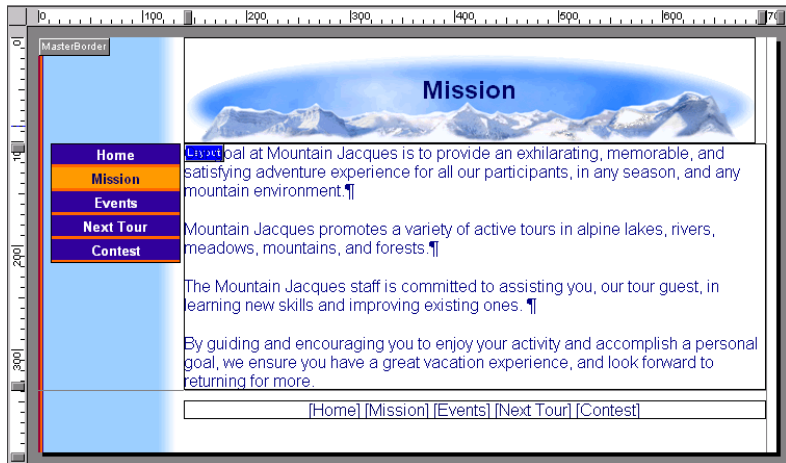 0 100 200 300 400 500 600 70
0
100
200
300
MasterBorder
Mission
Home
Mission
Events
Next Tour
Contest
Layout oal at Mountain Jacques is to provide an exhilarating, memorable, and
satisfying adventure experience for all our participants, in any season, and any
mountain environment.¶
Mountain Jacques promotes a variety of active tours in alpine lakes, rivers,
meadows, mountains, and forests.¶
The Mountain Jacques staff is committed to assisting you, our tour guest, in
learning new skills and improving existing ones. ¶
By guiding and encouraging you to enjoy your activity and accomplish a personal
goal, we ensure you have a great vacation experience, and look forward to
returning for more.
[Home] [Mission] [Events] [Next Tour] [Contest]